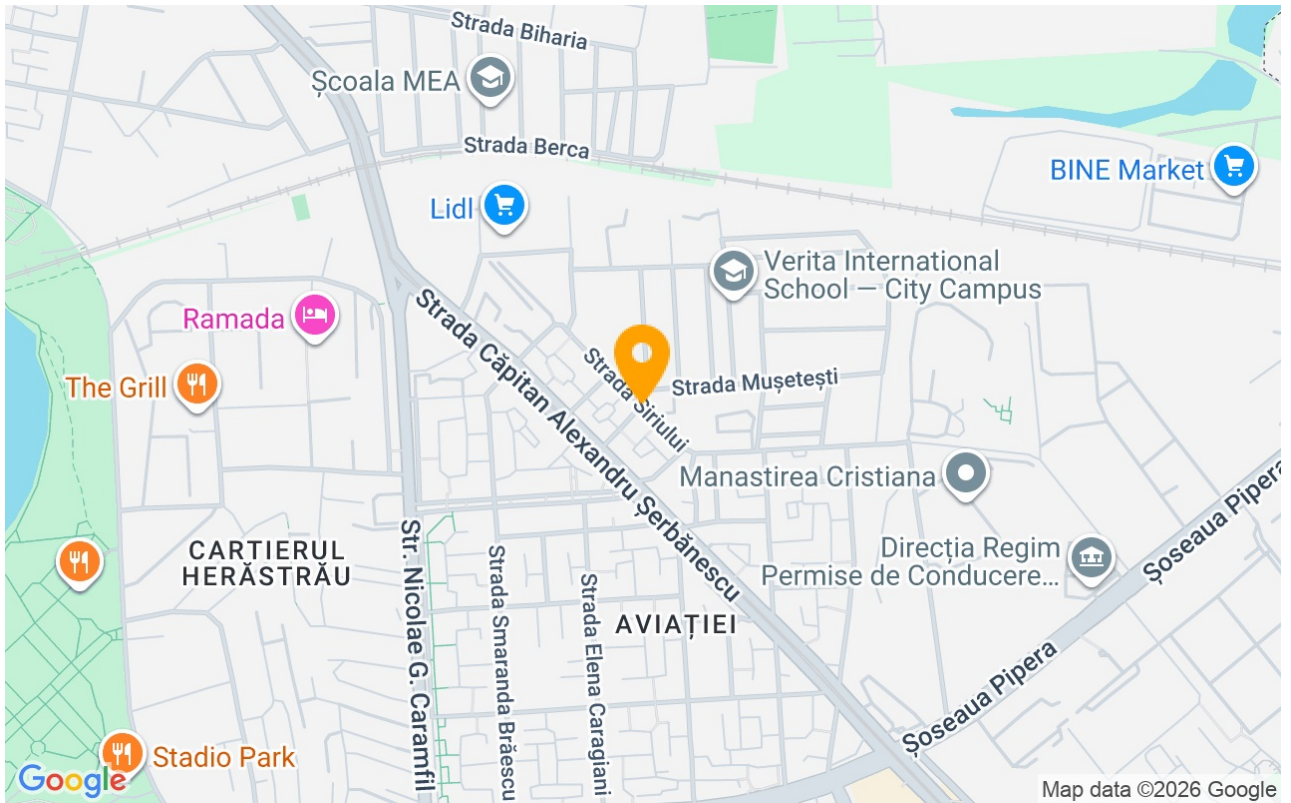 Strada Biharia
Școala MEA
Strada Berca
BINE Market
Lidl
Verita International
School — City Campus
Ramada
Strada Căpitan Alexandru Șerbănescu
Strada Siriului
The Grill
Strada Mușetești
Manastirea Cristiana
Șoseaua Pipera
CARTIERUL
HERĂSTRĂU
Str. Nicolae G. Caramfil
Strada Smaranda Brăescu
Strada Elena Caragiani
Direcția Regim
Permise de Conducere...
AVIAȚIEI
Șoseaua Pipera
Stadio Park
Google
Map data ©2026 Google